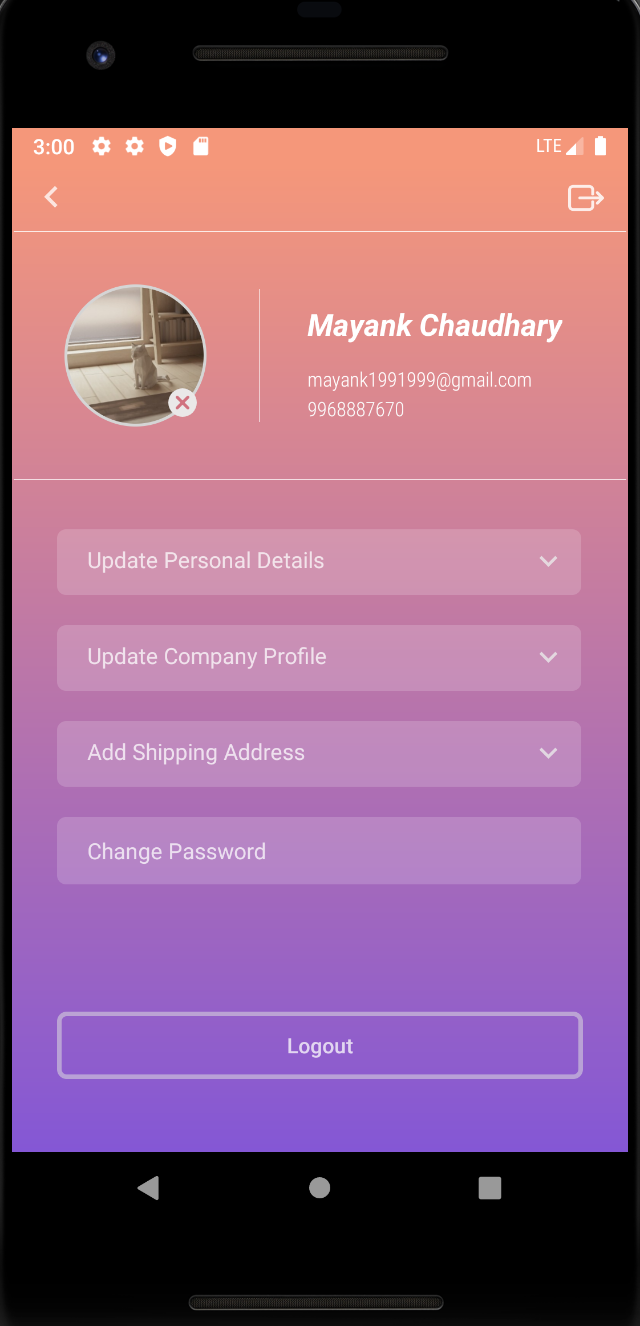 3:00 LTE
Mayank Chaudhary
mayank1991999@gmail.com
9968887670
Update Personal Details
Update Company Profile
Add Shipping Address
Change Password
Logout